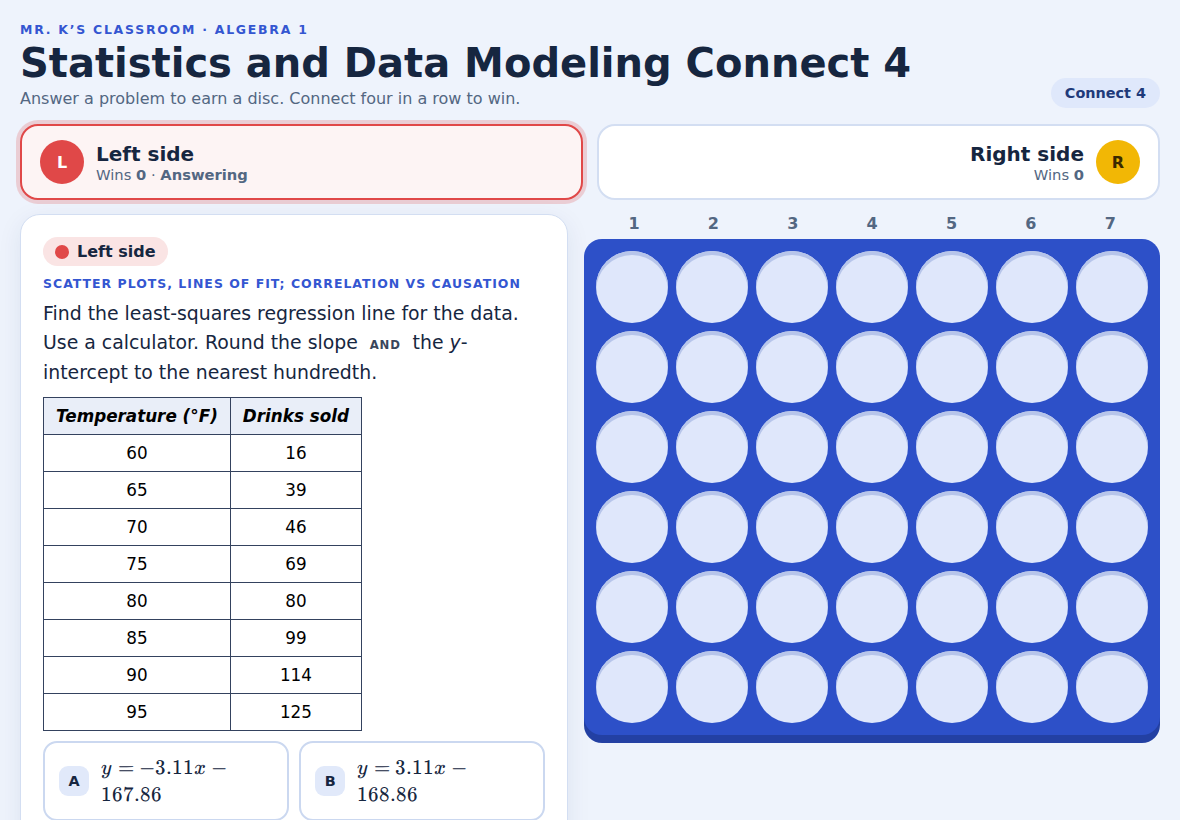 MR. K’S CLASSROOM · ALGEBRA 1
Statistics and Data Modeling Connect 4
Answer a problem to earn a disc. Connect four in a row to win.
Connect 4
L
Left side
Wins 0 · Answering
Right side
Wins 0
R
Left side
SCATTER PLOTS, LINES OF FIT; CORRELATION VS CAUSATION
Find the least-squares regression line for the data.
Use a calculator. Round the slope AND the y-
intercept to the nearest hundredth.
Temperature (°F) Drinks sold
60 16
65 39
70 46
75 69
80 80
85 99
90 114
95 125
A
y = −3.11x −
167.86
B
y = 3.11x −
168.86
1 2 3 4 5 6 7